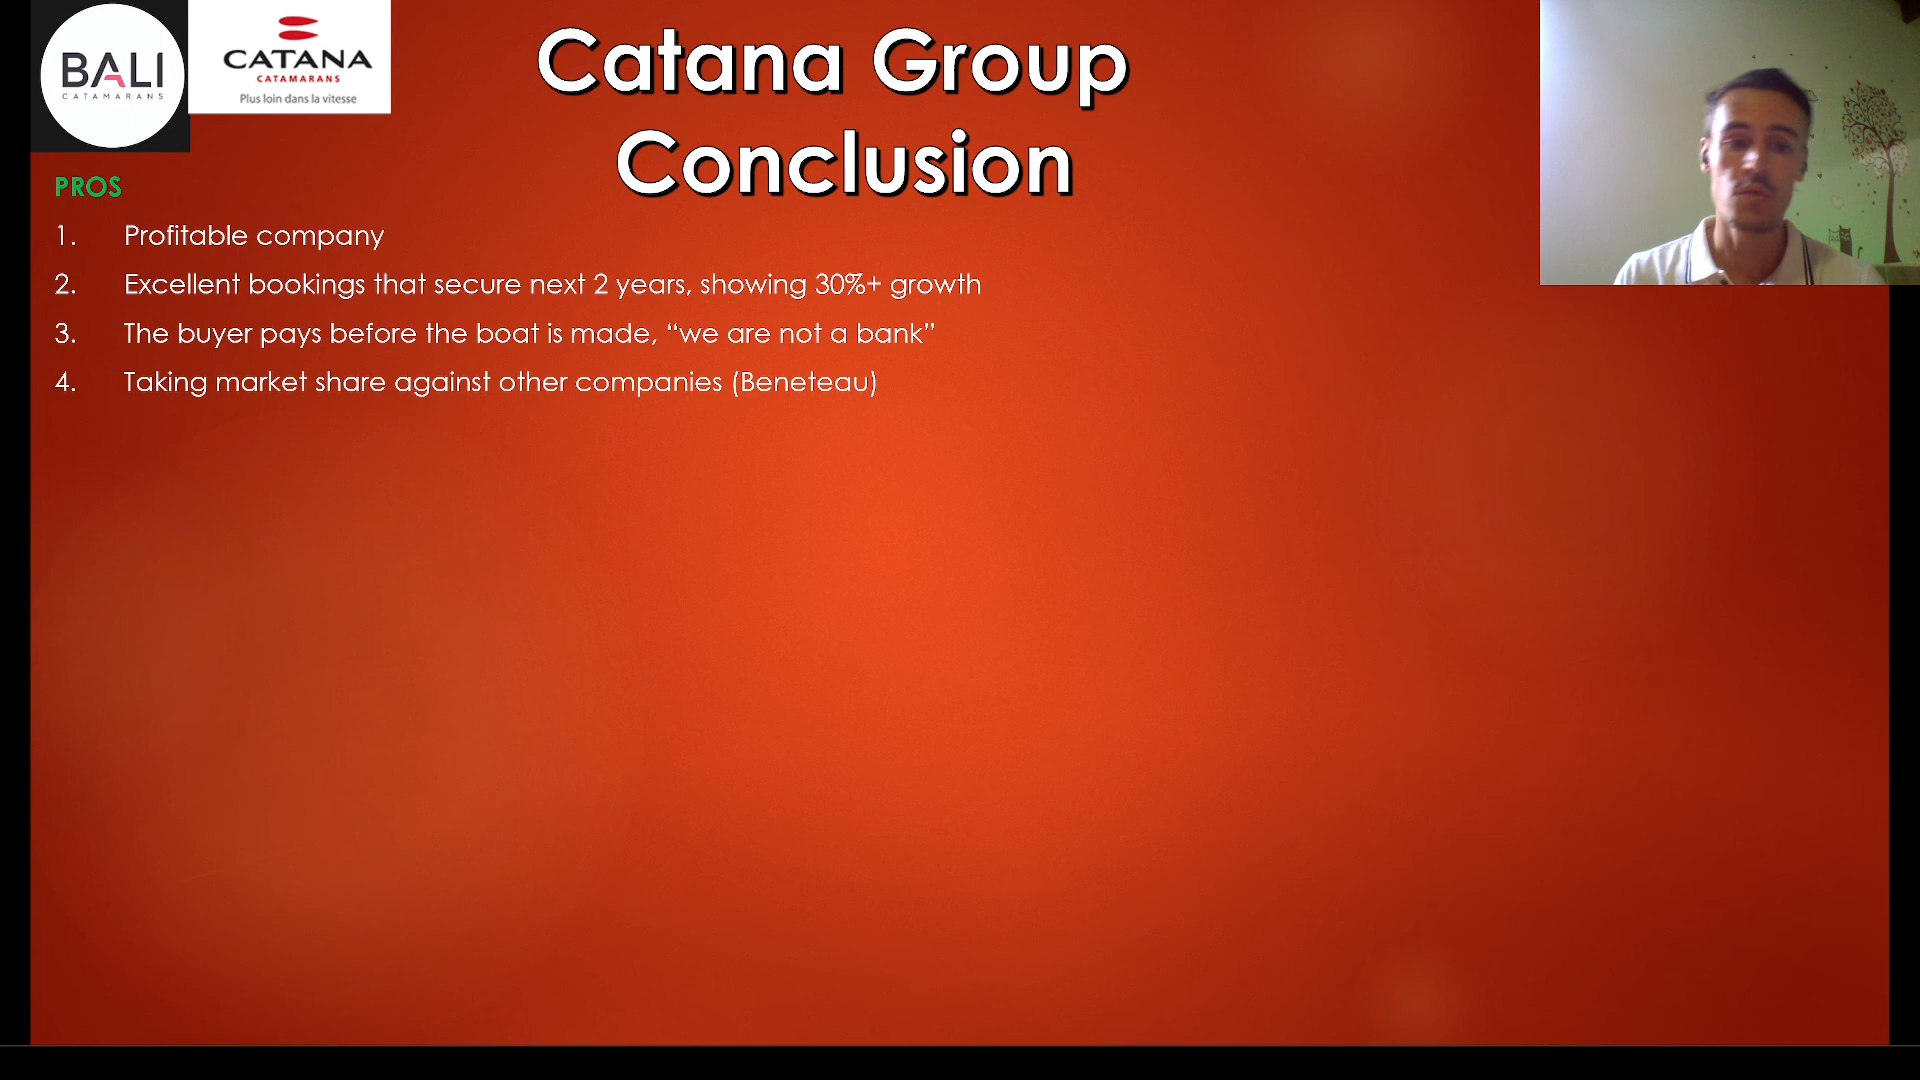 BALI
CATAMARANS
CATANA
CATAMARANS
Plus loin dans la vitesse
Catana Group
Conclusion
PROS
1. Profitable company
2. Excellent bookings that secure next 2 years, showing 30%+ growth
3. The buyer pays before the boat is made, “we are not a bank”
4. Taking market share against other companies (Beneteau)